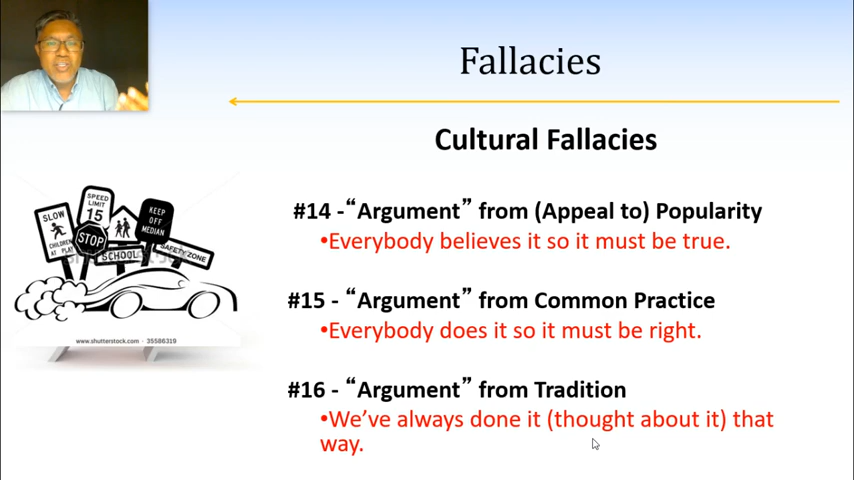 Fallacies
Cultural Fallacies
#14 -“Argument” from (Appeal to) Popularity
•Everybody believes it so it must be true.
#15 - “Argument” from Common Practice
•Everybody does it so it must be right.
#16 - “Argument” from Tradition
•We’ve always done it (thought about it) that
way.
SLOW
CHILDREN
AT PLAY
SPEED
LIMIT
15
STOP
KEEP
OFF
MEDIAN
SCHOOL
SAFETY ZONE
www.shutterstock.com · 35586319